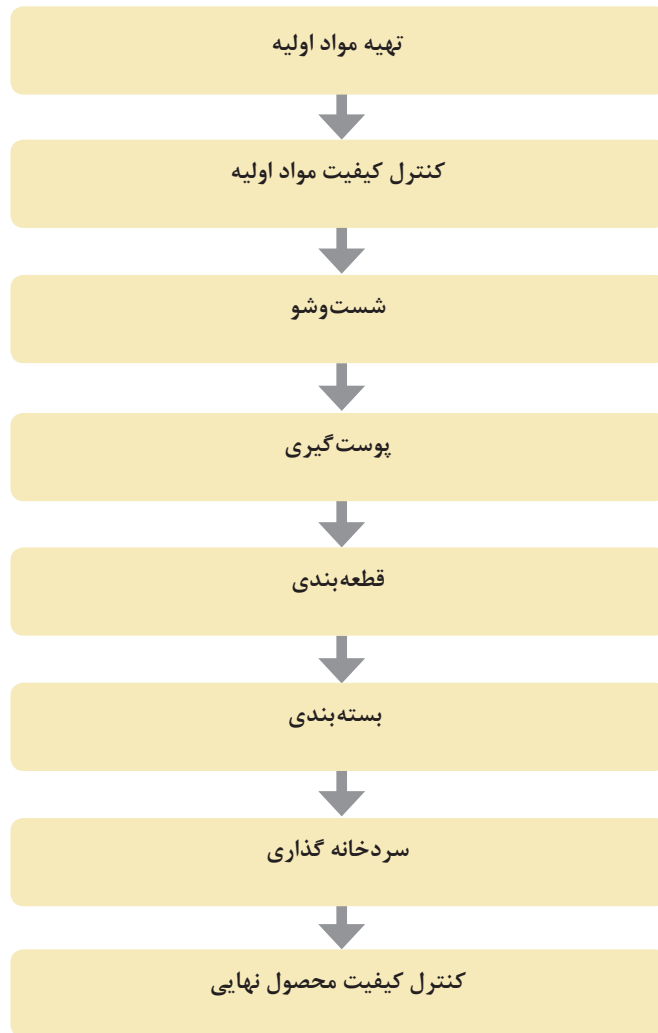 تهیه مواد اولیه
کنترل کیفیت مواد اولیه
شست‌وشو
پوست‌گیری
قطعه‌بندی
بسته‌بندی
سردخانه گذاری
کنترل کیفیت محصول نهایی